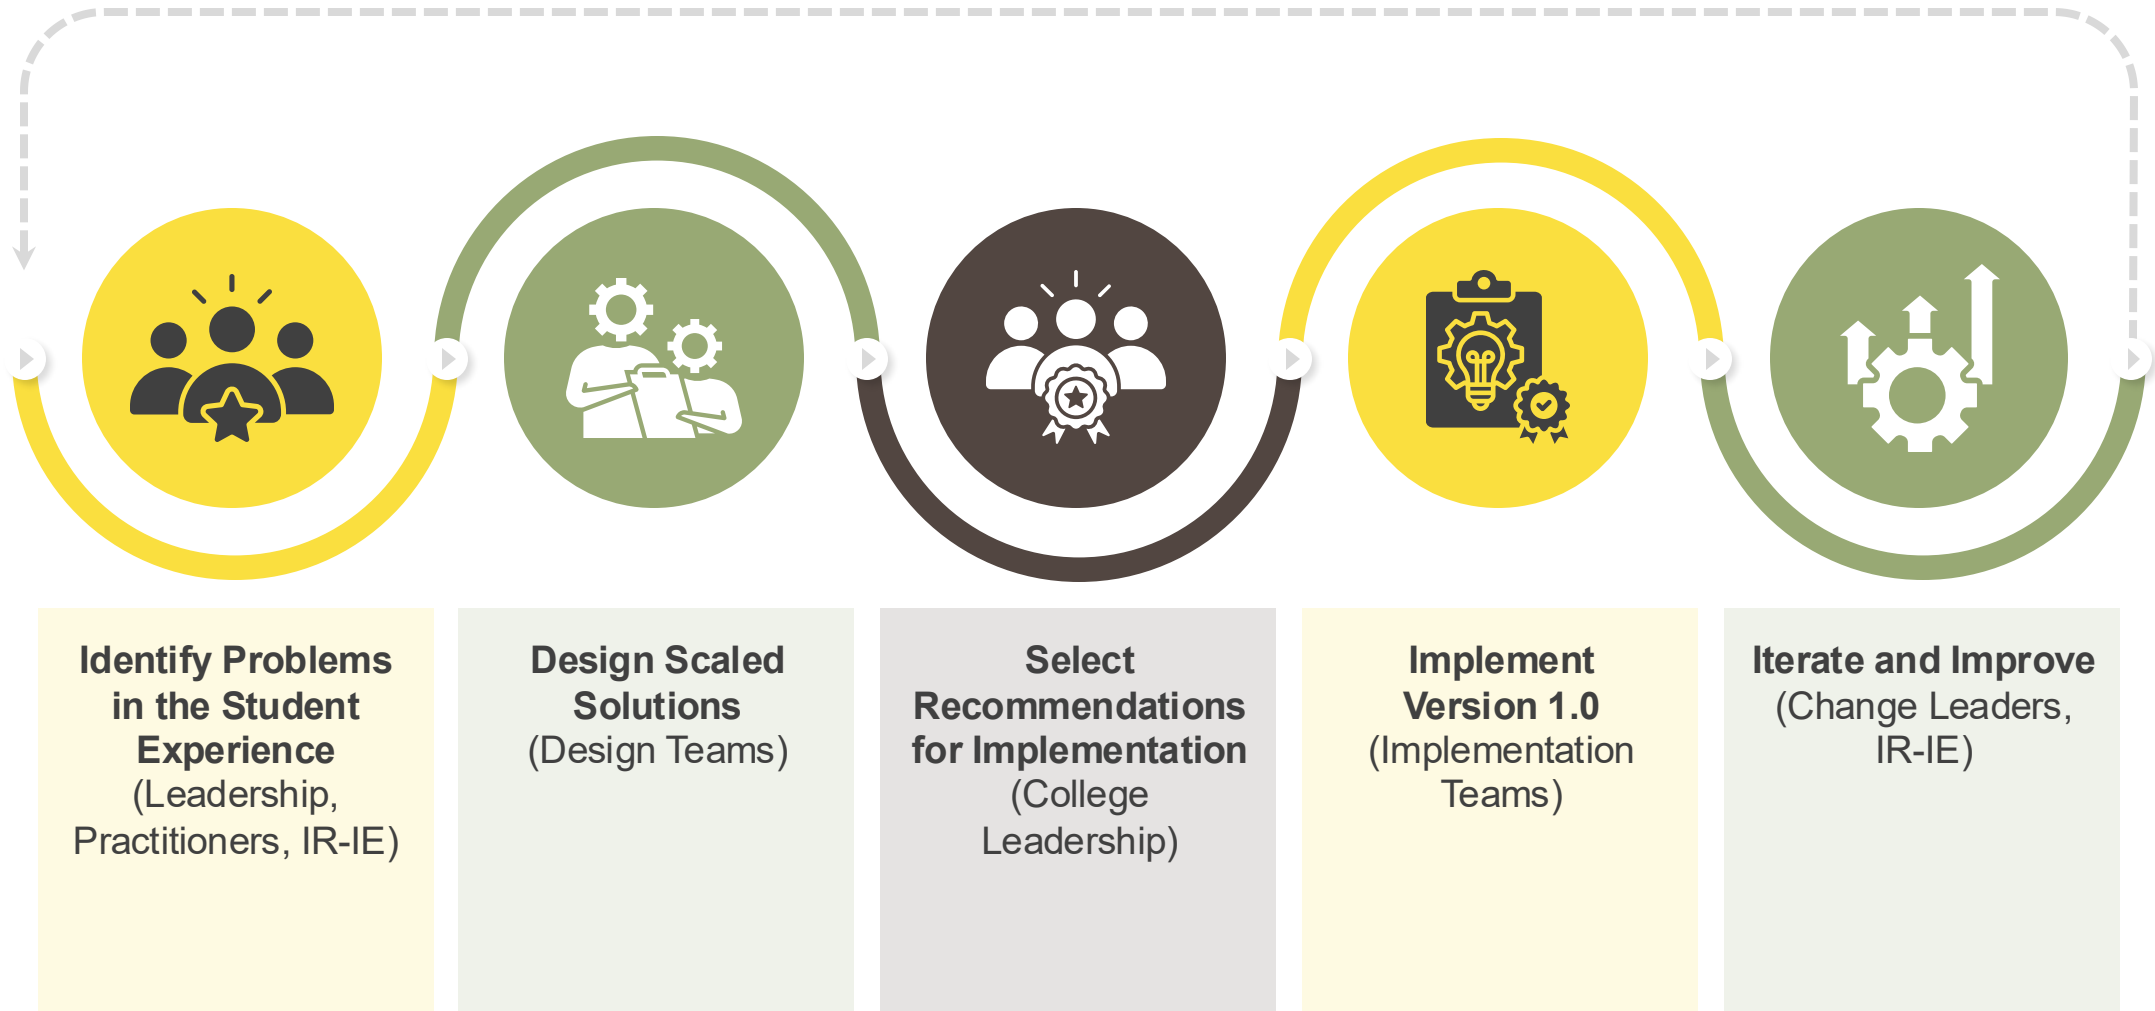 Identify Problems
in the Student
Experience
(Leadership,
Practitioners, IR-IE)
Design Scaled
Solutions
(Design Teams)
Select
Recommendations
for Implementation
(College
Leadership)
Implement
Version 1.0
(Implementation
Teams)
Iterate and Improve
(Change Leaders,
IR-IE)